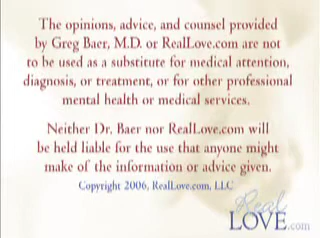 The opinions, advice, and counsel provided
by Greg Baer, M.D. or RealLove.com are not
to be used as a substitute for medical attention,
diagnosis, or treatment, or for other professional
mental health or medical services.
Neither Dr. Baer nor RealLove.com will
be held liable for the use that anyone might
make of the information or advice given.
Copyright 2006, RealLove.com, LLC
Real
LOVE.com